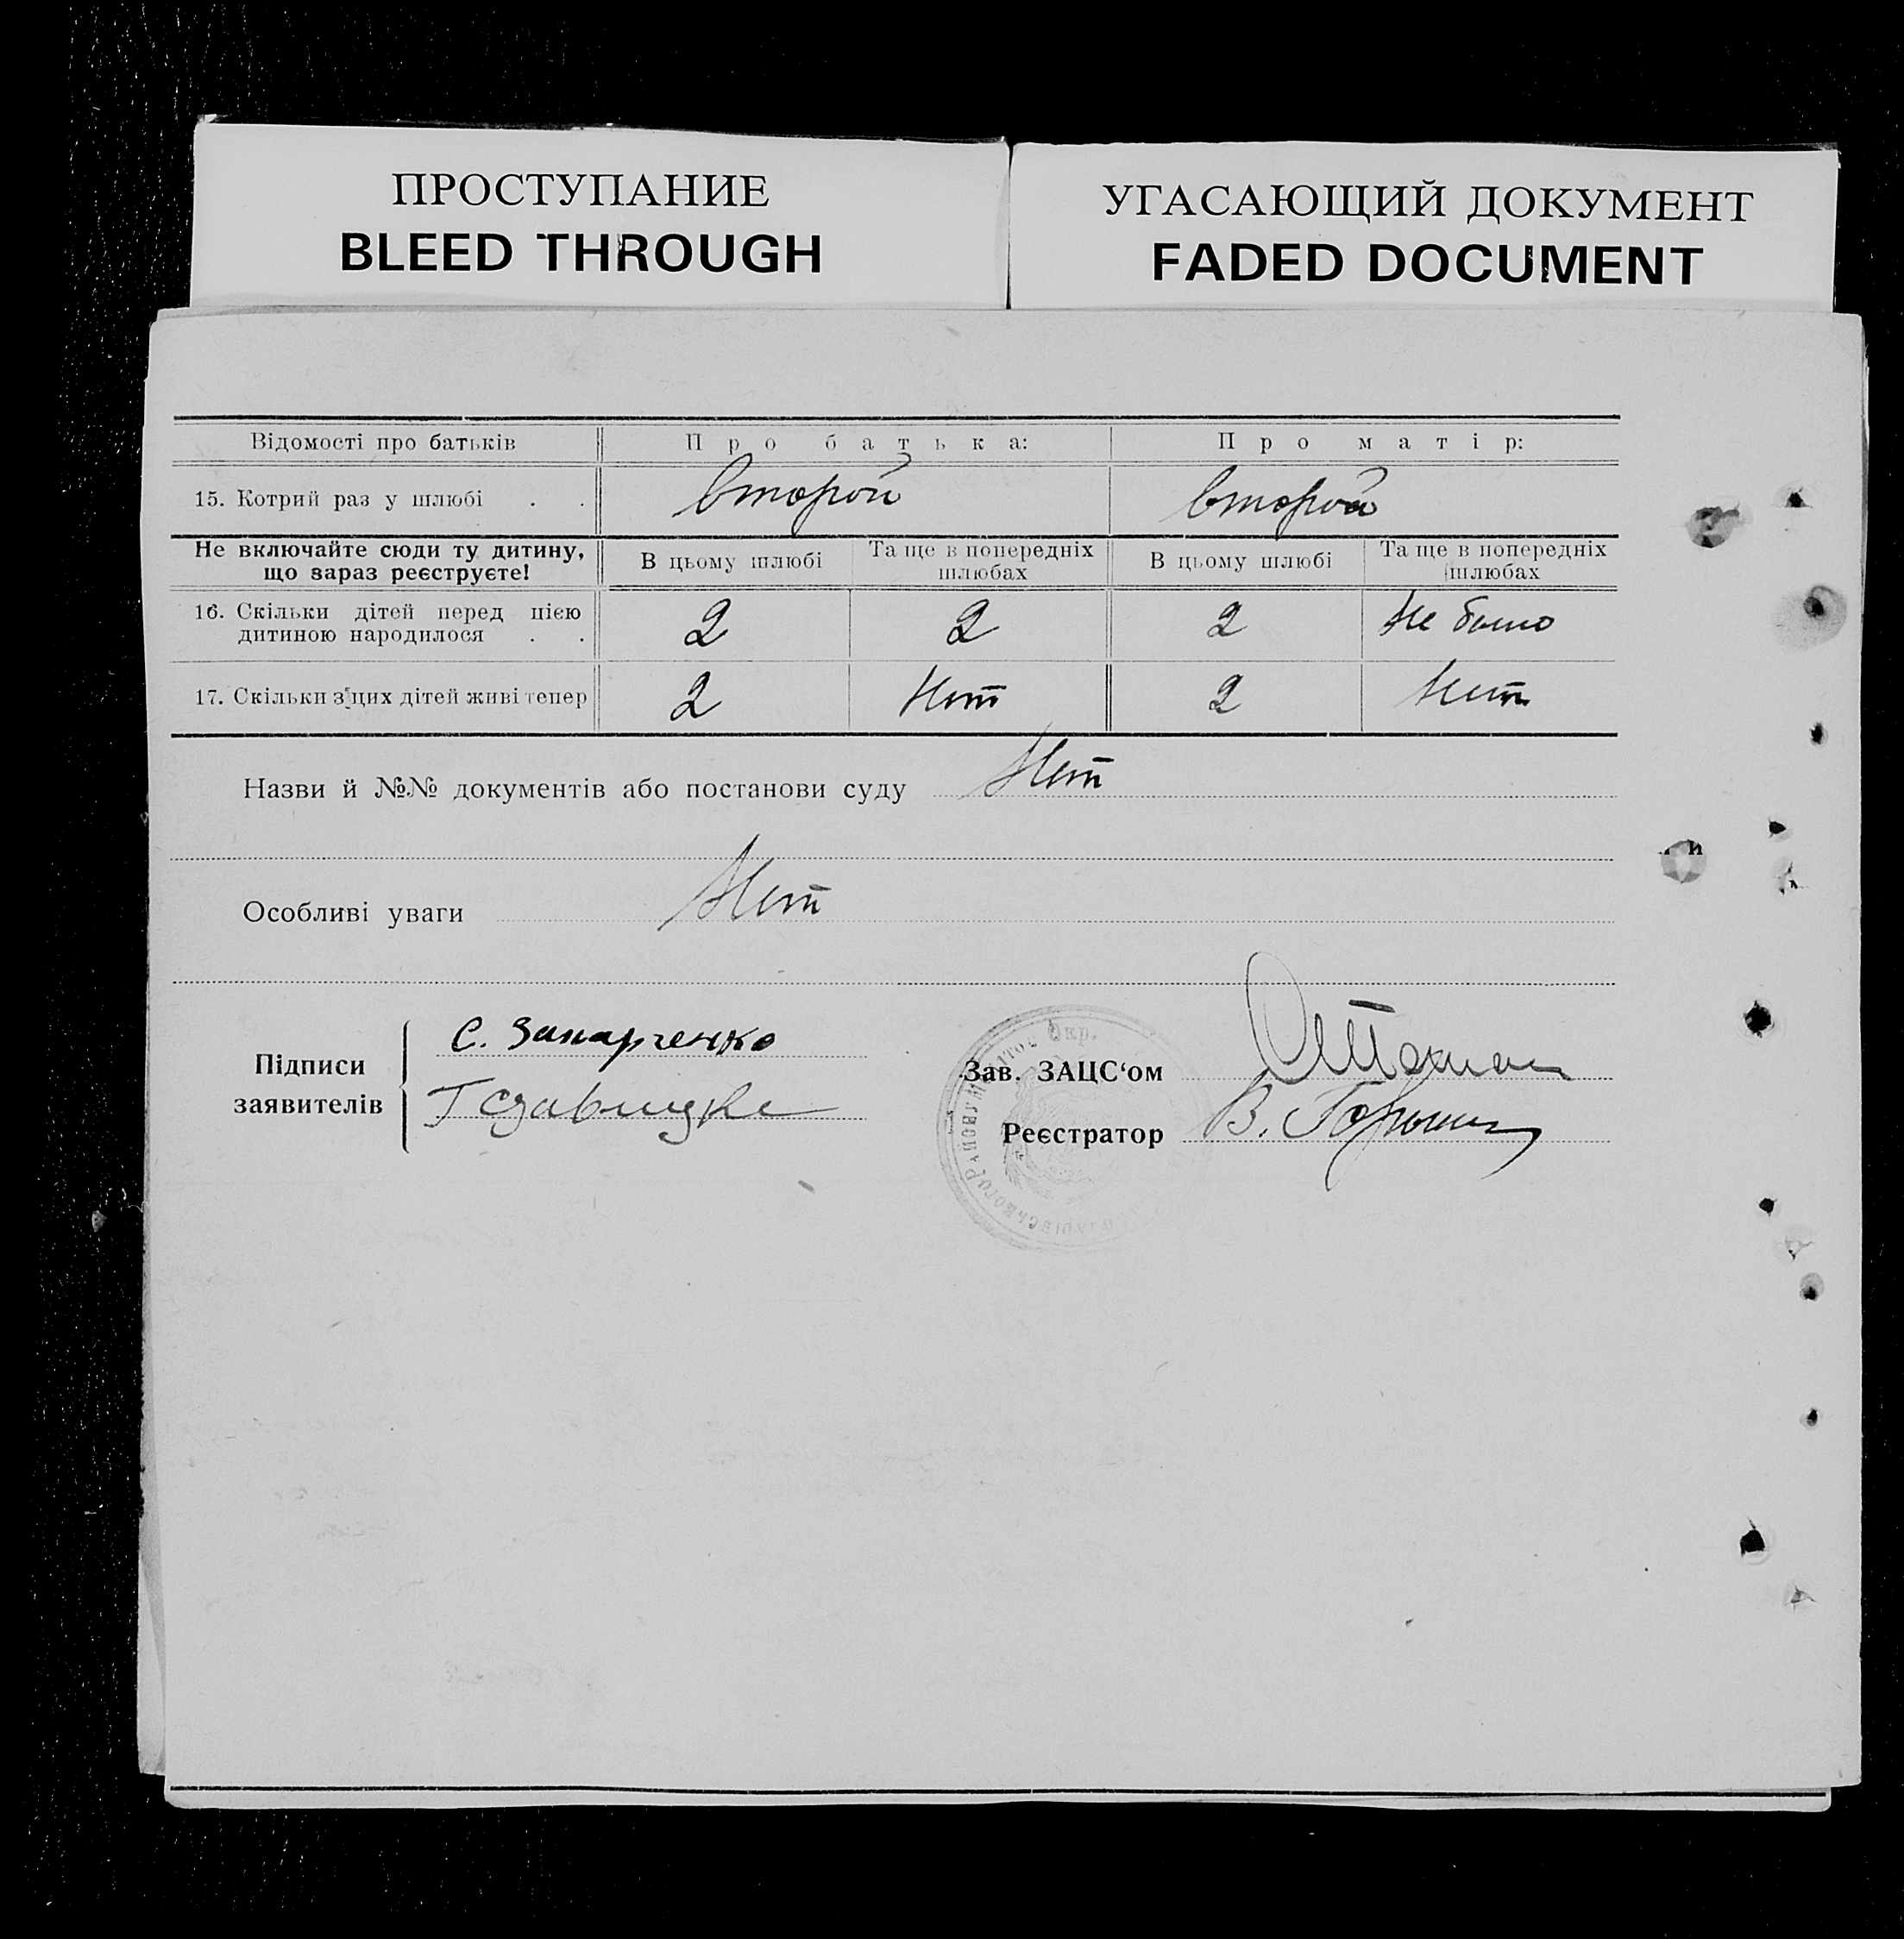 ПРОСТУПАНИЕ
BLEED THROUGH
УГАСАЮЩИЙ ДОКУМЕНТ
FADED DOCUMENT
Відомості про батьків Про батька: Про матір:
15. Котрий раз у шлюбі . . второй второй
Не включайте сюди ту дитину, що зараз реєструєте! В цьому шлюбі Та ще в попередніх шлюбах В цьому шлюбі Та ще в попередніх шлюбах
16. Скільки дітей перед цією дитиною народилося . . 2 2 2 Не было
17. Скільки з цих дітей живі тепер 2 Нет 2 Нет
Назви й №№ документів або постанови суду Нет
Особливі уваги Нет
Підписи заявителів
С. Запарченко
Зав. ЗАЦС‘ом
Реєстратор В.